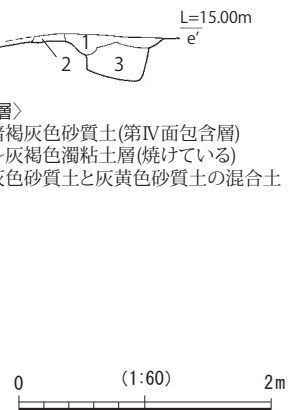 L=15.00m
e′
1
2
3
層〉
褐灰色砂質土(第Ⅳ面包含層)
灰褐色濁粘土層(焼けている)
灰色砂質土と灰黄色砂質土の混合土
0 (1:60) 2m